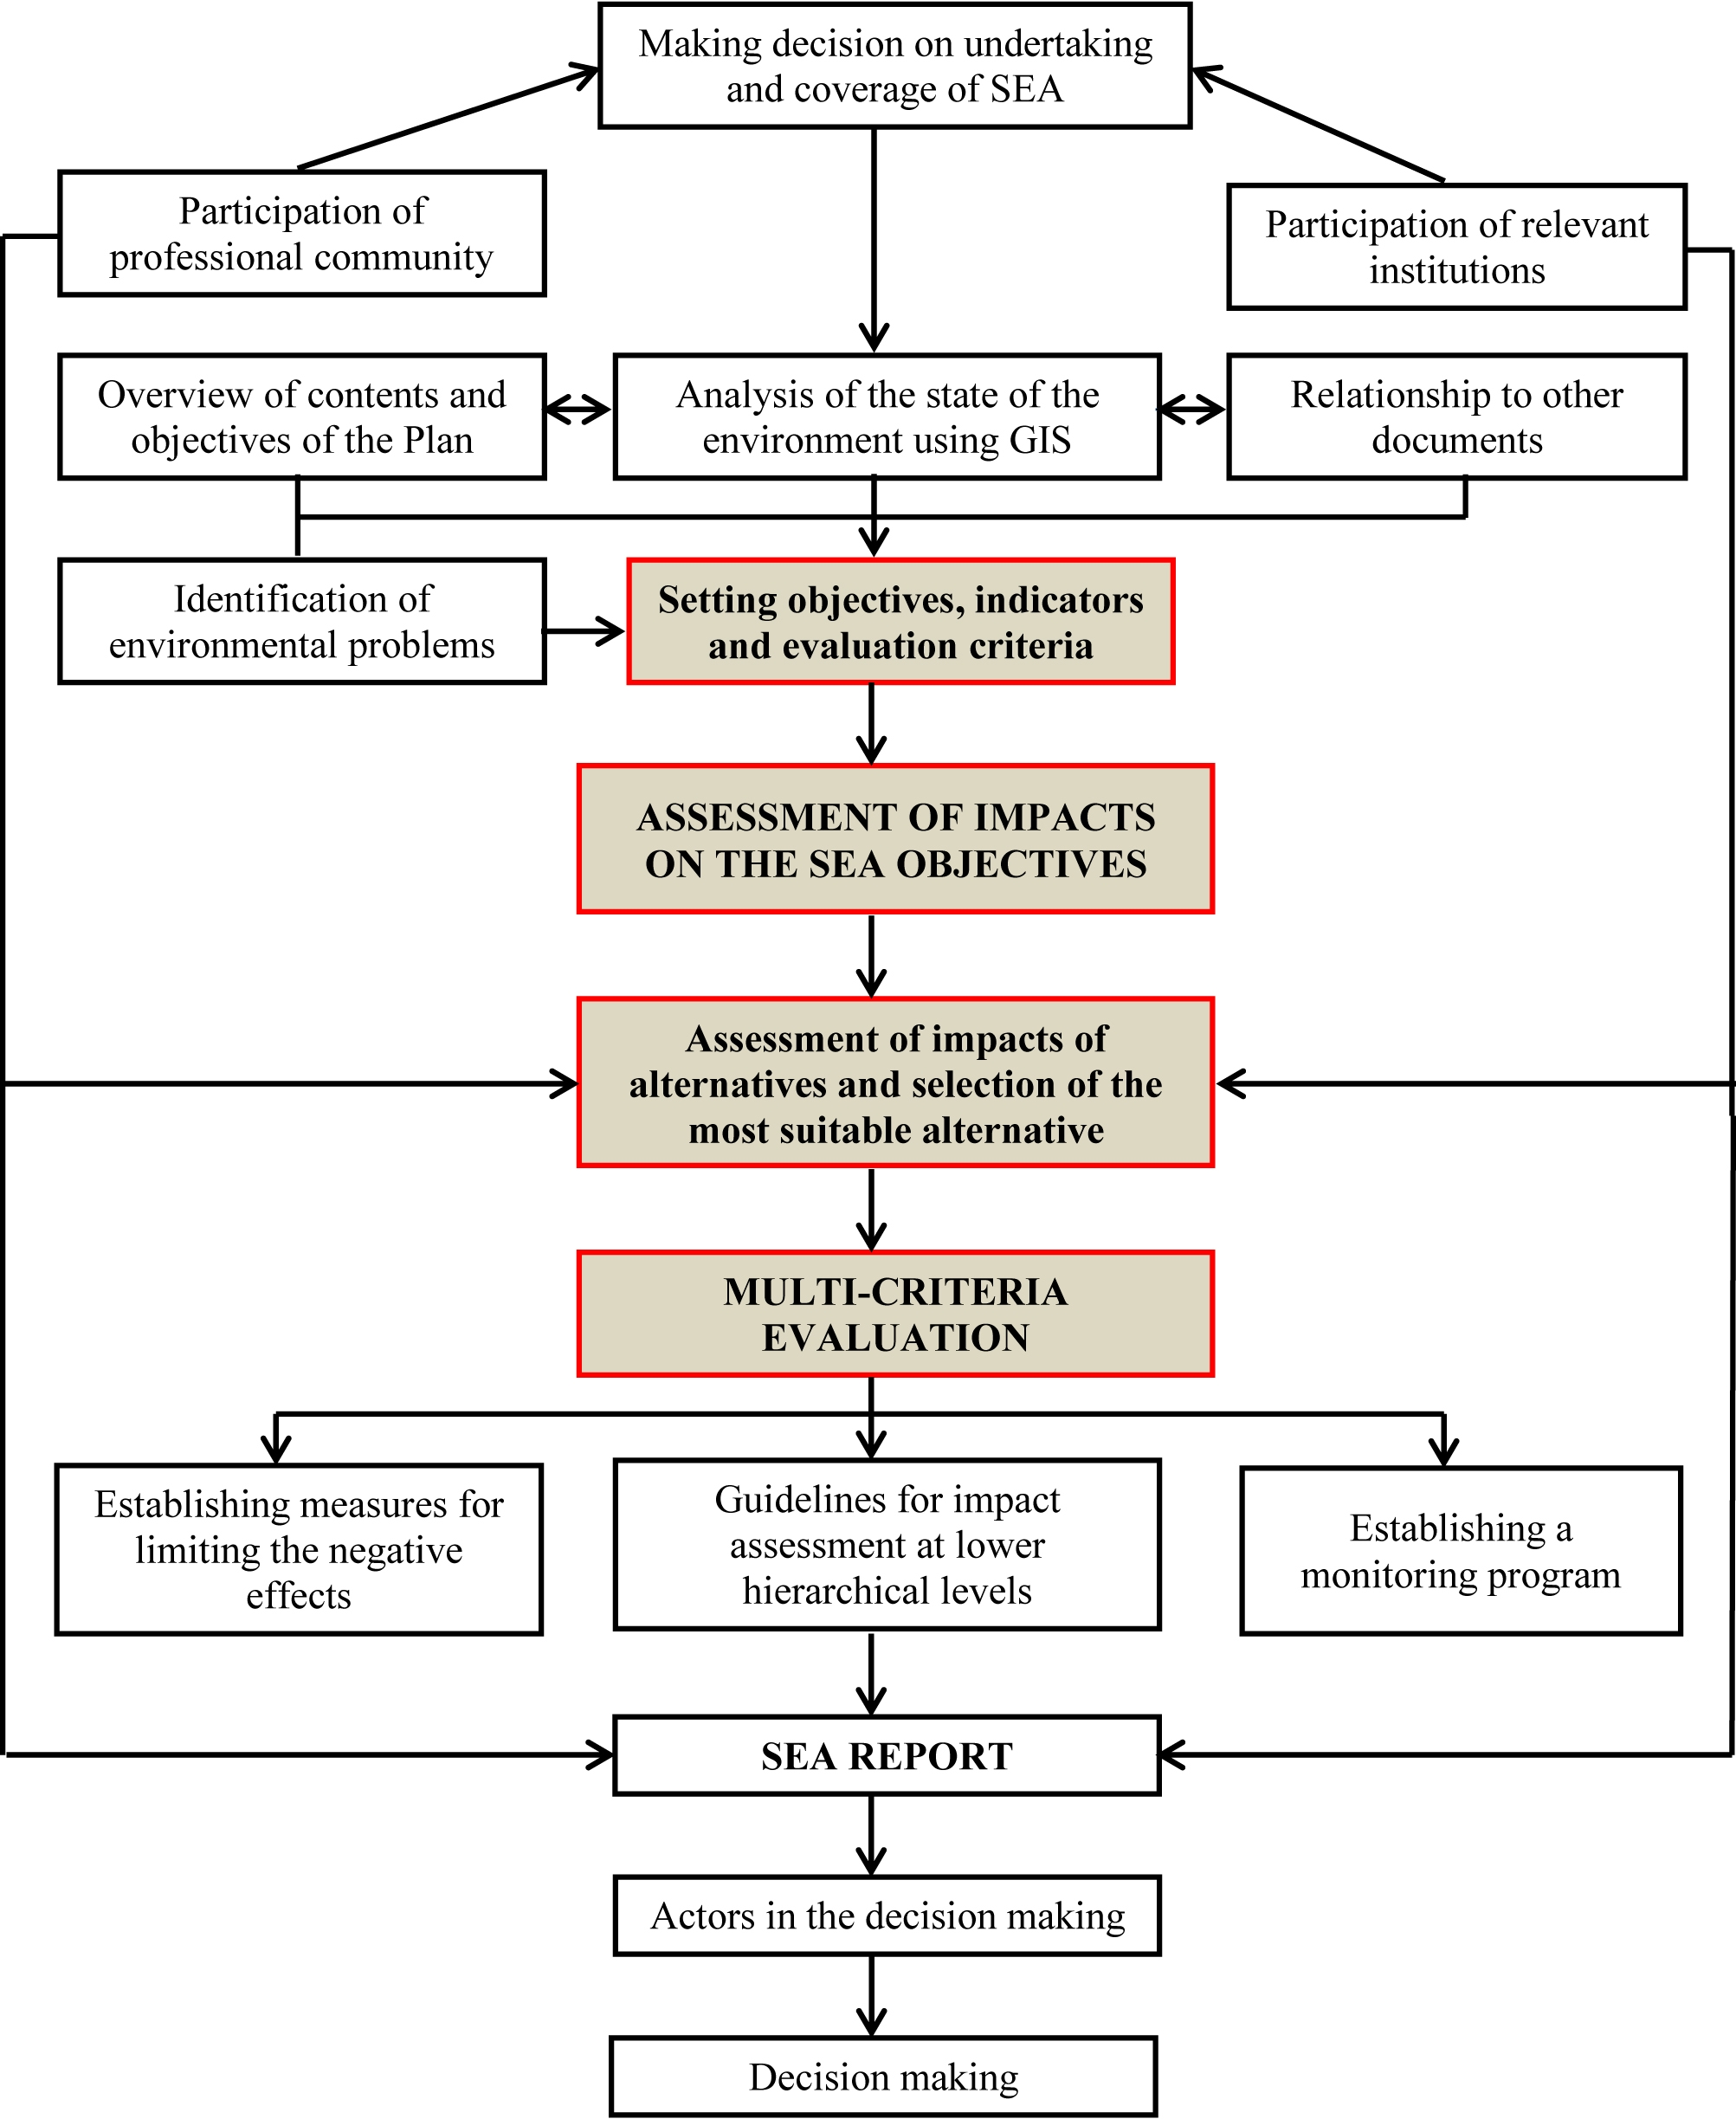 Making decision on undertaking
and coverage of SEA
Participation of
professional community
Participation of relevant
institutions
Overview of contents and
objectives of the Plan
Analysis of the state of the
environment using GIS
Relationship to other
documents
Identification of
environmental problems
Setting objectives, indicators
and evaluation criteria
ASSESSMENT OF IMPACTS
ON THE SEA OBJECTIVES
Assessment of impacts of
alternatives and selection of the
most suitable alternative
MULTI-CRITERIA
EVALUATION
Establishing measures for
limiting the negative
effects
Guidelines for impact
assessment at lower
hierarchical levels
Establishing a
monitoring program
SEA REPORT
Actors in the decision making
Decision making